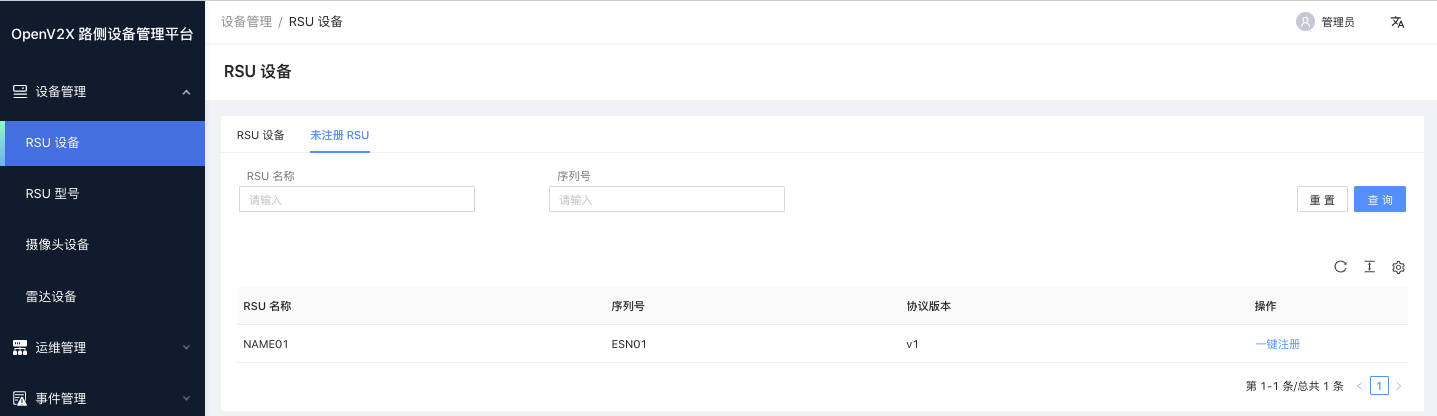 OpenV2X 路侧设备管理平台
设备管理
RSU 设备
RSU 型号
摄像头设备
雷达设备
运维管理
事件管理
设备管理 / RSU 设备
管理员
RSU 设备
RSU 设备 未注册 RSU
RSU 名称 序列号
请输入 请输入 重 置 查 询
RSU 名称 序列号 协议版本 操作
NAME01 ESN01 v1 一键注册
第 1-1 条/总共 1 条 < 1 >